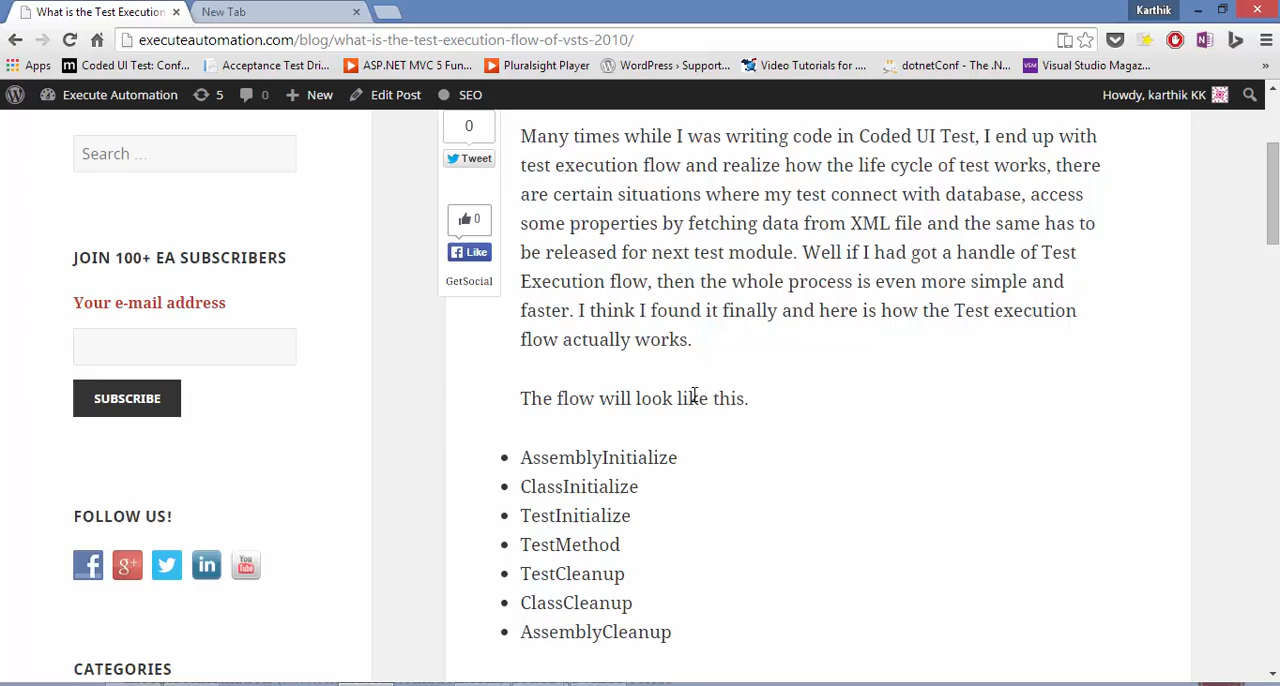 What is the Test Execution
New Tab
Karthik
executeautomation.com/blog/what-is-the-test-execution-flow-of-vsts-2010/
Apps
Coded UI Test: Conf...
Acceptance Test Dri...
ASP.NET MVC 5 Fun...
Pluralsight Player
WordPress › Support...
Video Tutorials for ....
dotnetConf - The .N...
Visual Studio Magaz...
Execute Automation
5
0
New
Edit Post
SEO
Howdy, karthik KK
Search …
JOIN 100+ EA SUBSCRIBERS
Your e-mail address
SUBSCRIBE
FOLLOW US!
CATEGORIES
0
Tweet
0
Like
GetSocial
Many times while I was writing code in Coded UI Test, I end up with
test execution flow and realize how the life cycle of test works, there
are certain situations where my test connect with database, access
some properties by fetching data from XML file and the same has to
be released for next test module. Well if I had got a handle of Test
Execution flow, then the whole process is even more simple and
faster. I think I found it finally and here is how the Test execution
flow actually works.
The flow will look like this.
AssemblyInitialize
ClassInitialize
TestInitialize
TestMethod
TestCleanup
ClassCleanup
AssemblyCleanup